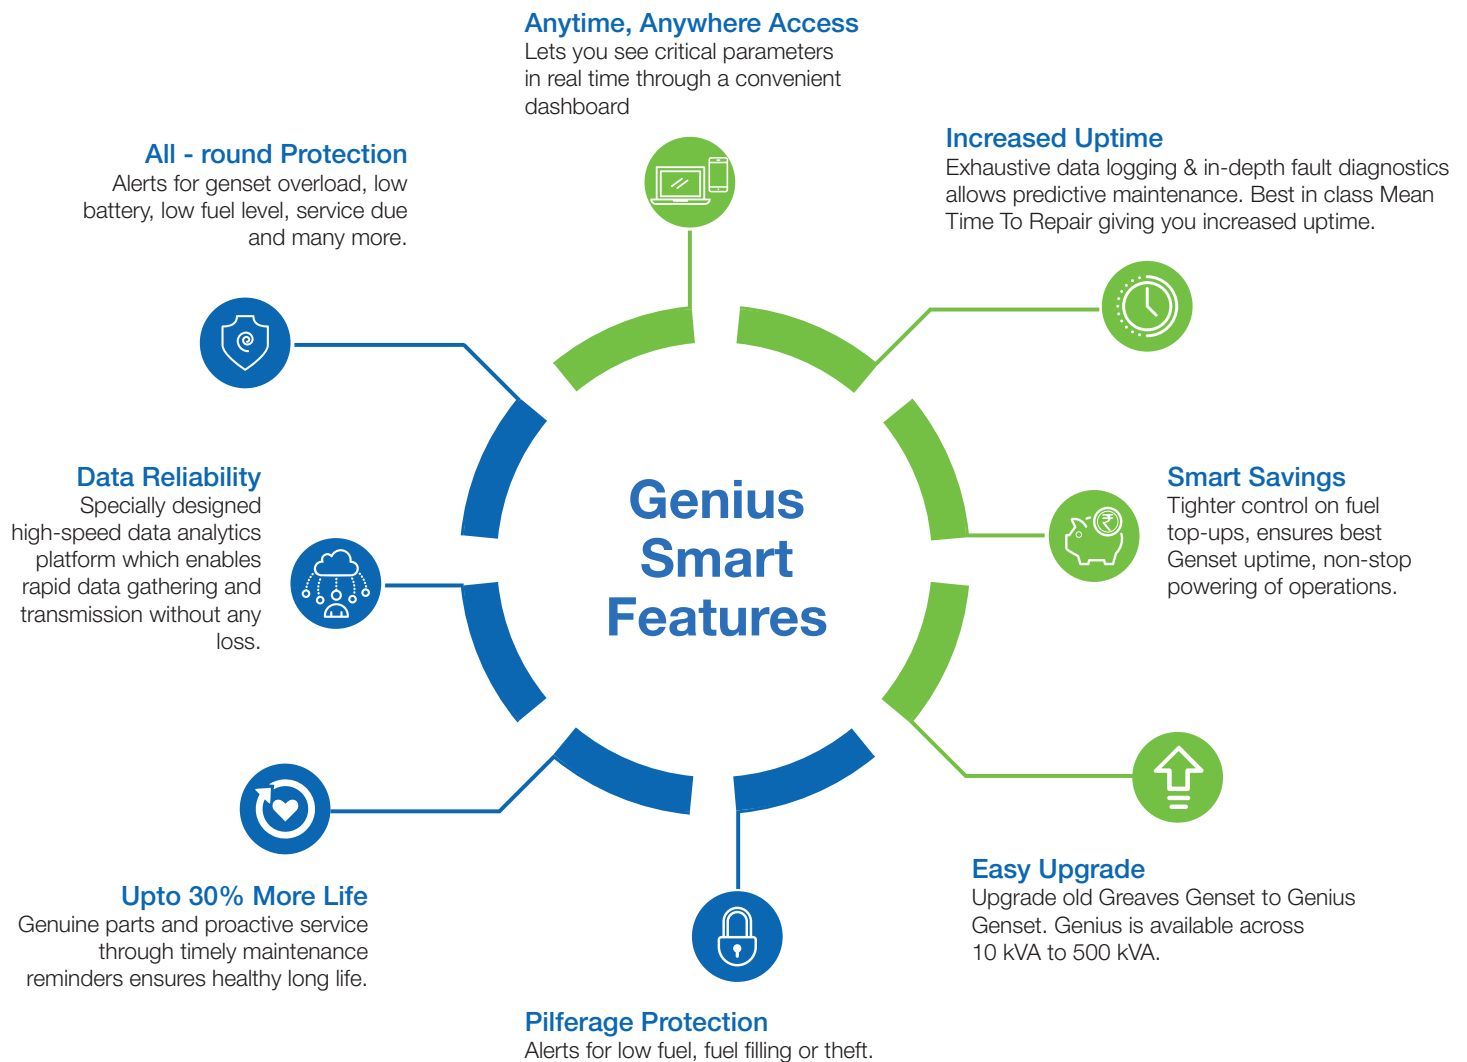 Anytime, Anywhere Access
Lets you see critical parameters
in real time through a convenient
dashboard
Increased Uptime
Exhaustive data logging & in-depth fault diagnostics
allows predictive maintenance. Best in class Mean
Time To Repair giving you increased uptime.
All - round Protection
Alerts for genset overload, low
battery, low fuel level, service due
and many more.
Data Reliability
Specially designed
high-speed data analytics
platform which enables
rapid data gathering and
transmission without any
loss.
Genius
Smart
Features
₹
Smart Savings
Tighter control on fuel
top-ups, ensures best
Genset uptime, non-stop
powering of operations.
Upto 30% More Life
Genuine parts and proactive service
through timely maintenance
reminders ensures healthy long life.
Easy Upgrade
Upgrade old Greaves Genset to Genius
Genset. Genius is available across
10 kVA to 500 kVA.
Pilferage Protection
Alerts for low fuel, fuel filling or theft.